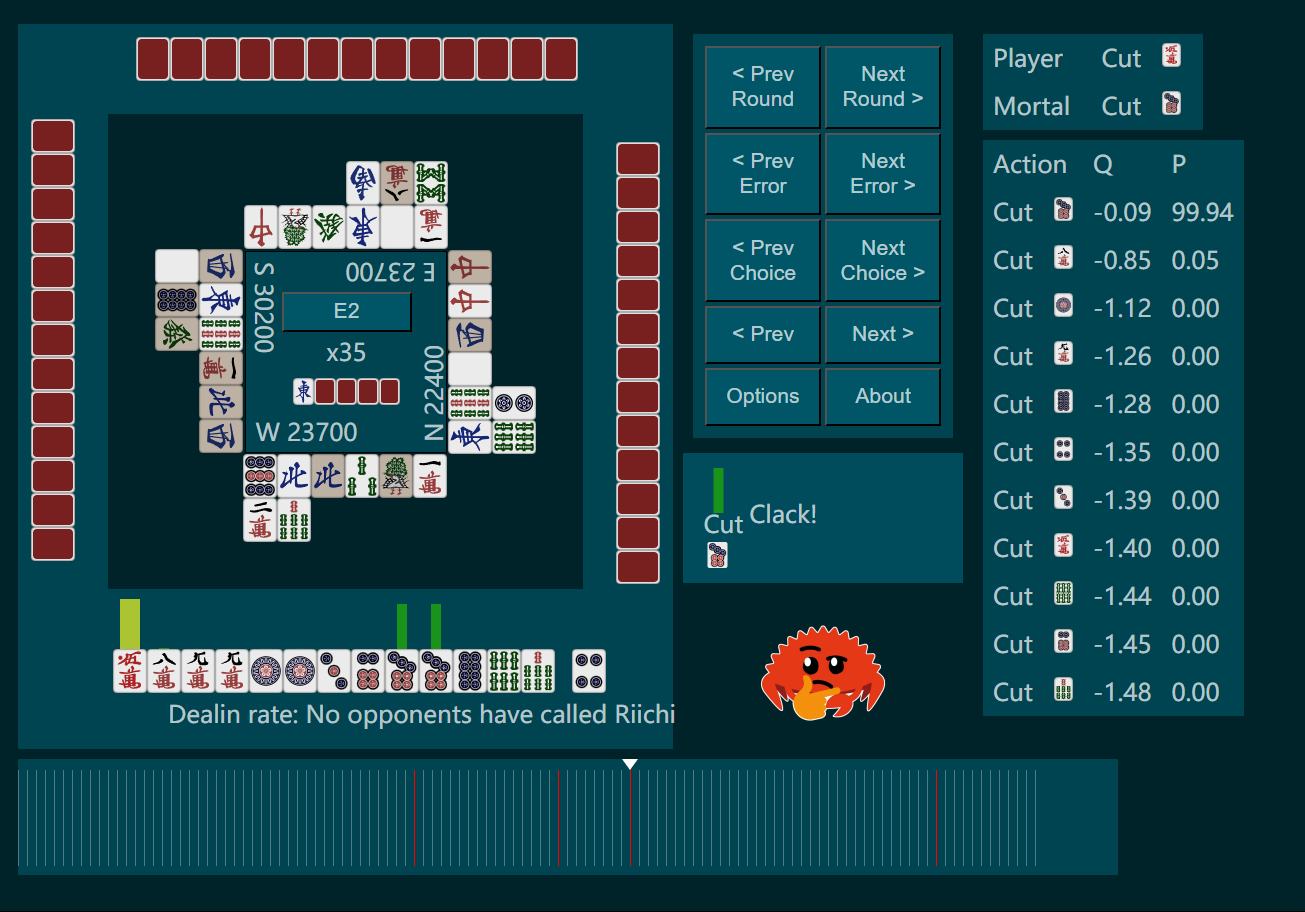 < Prev Round
Next Round >
< Prev Error
Next Error >
< Prev Choice
Next Choice >
< Prev
Next >
Options
About
Player Cut
Mortal Cut
Action Q P
Cut -0.09 99.94
Cut -0.85 0.05
Cut -1.12 0.00
Cut -1.26 0.00
Cut -1.28 0.00
Cut -1.35 0.00
Cut -1.39 0.00
Cut -1.40 0.00
Cut -1.44 0.00
Cut -1.45 0.00
Cut -1.48 0.00
E 23700
S 30200
E2
x35
N 22400
W 23700
Cut
Clack!
Dealin rate: No opponents have called Riichi